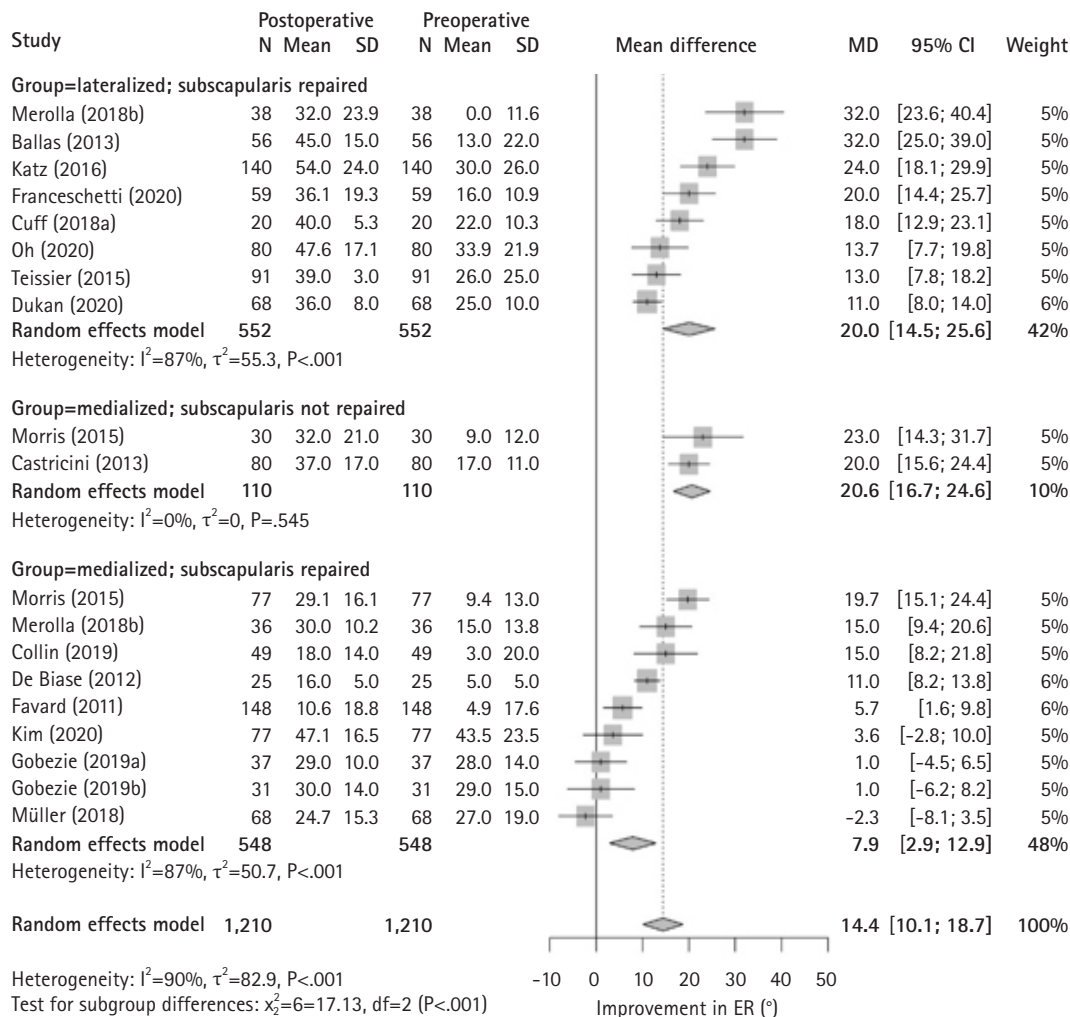 Postoperative Preoperative
Study N Mean SD N Mean SD Mean difference MD 95% CI Weight
Group=lateralized; subscapularis repaired
Merolla (2018b) 38 32.0 23.9 38 0.0 11.6 32.0 [23.6; 40.4] 5%
Ballas (2013) 56 45.0 15.0 56 13.0 22.0 32.0 [25.0; 39.0] 5%
Katz (2016) 140 54.0 24.0 140 30.0 26.0 24.0 [18.1; 29.9] 5%
Franceschetti (2020) 59 36.1 19.3 59 16.0 10.9 20.0 [14.4; 25.7] 5%
Cuff (2018a) 20 40.0 5.3 20 22.0 10.3 18.0 [12.9; 23.1] 5%
Oh (2020) 80 47.6 17.1 80 33.9 21.9 13.7 [7.7; 19.8] 5%
Teissier (2015) 91 39.0 3.0 91 26.0 25.0 13.0 [7.8; 18.2] 5%
Dukan (2020) 68 36.0 8.0 68 25.0 10.0 11.0 [8.0; 14.0] 6%
Random effects model 552 552 20.0 [14.5; 25.6] 42%
Heterogeneity: I²=87%, τ²=55.3, P<.001
Group=medialized; subscapularis not repaired
Morris (2015) 30 32.0 21.0 30 9.0 12.0 23.0 [14.3; 31.7] 5%
Castricini (2013) 80 37.0 17.0 80 17.0 11.0 20.0 [15.6; 24.4] 5%
Random effects model 110 110 20.6 [16.7; 24.6] 10%
Heterogeneity: I²=0%, τ²=0, P=.545
Group=medialized; subscapularis repaired
Morris (2015) 77 29.1 16.1 77 9.4 13.0 19.7 [15.1; 24.4] 5%
Merolla (2018b) 36 30.0 10.2 36 15.0 13.8 15.0 [9.4; 20.6] 5%
Collin (2019) 49 18.0 14.0 49 3.0 20.0 15.0 [8.2; 21.8] 5%
De Biase (2012) 25 16.0 5.0 25 5.0 5.0 11.0 [8.2; 13.8] 6%
Favard (2011) 148 10.6 18.8 148 4.9 17.6 5.7 [1.6; 9.8] 6%
Kim (2020) 77 47.1 16.5 77 43.5 23.5 3.6 [-2.8; 10.0] 5%
Gobezie (2019a) 37 29.0 10.0 37 28.0 14.0 1.0 [-4.5; 6.5] 5%
Gobezie (2019b) 31 30.0 14.0 31 29.0 15.0 1.0 [-6.2; 8.2] 5%
Müller (2018) 68 24.7 15.3 68 27.0 19.0 -2.3 [-8.1; 3.5] 5%
Random effects model 548 548 7.9 [2.9; 12.9] 48%
Heterogeneity: I²=87%, τ²=50.7, P<.001
Random effects model 1,210 1,210 14.4 [10.1; 18.7] 100%
Heterogeneity: I²=90%, τ²=82.9, P<.001
-10 0 10 20 30 40 50
Test for subgroup differences: x₂²=6=17.13, df=2 (P<.001)
Improvement in ER (°)